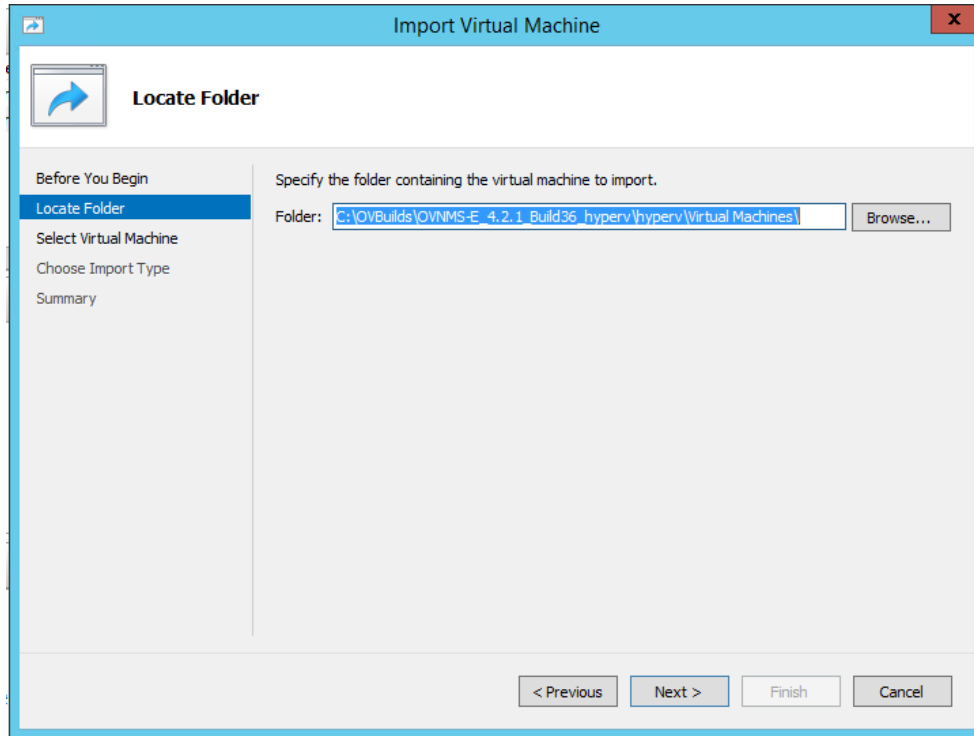 Import Virtual Machine
x
Locate Folder
Before You Begin
Locate Folder
Select Virtual Machine
Choose Import Type
Summary
Specify the folder containing the virtual machine to import.
Folder: C:\OVBuilds\OVNMS-E_4.2.1_Build36_hyperv\hyperv\Virtual Machines\ Browse...
< Previous Next > Finish Cancel